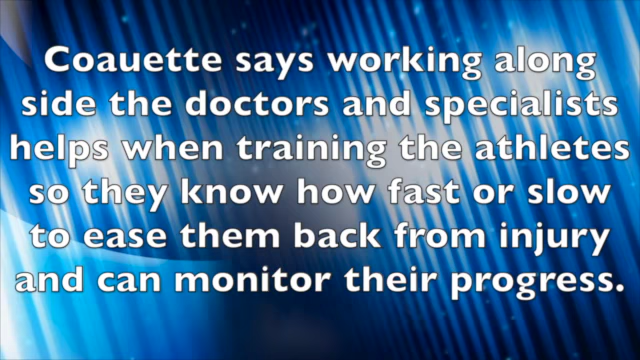 Coauette says working along
side the doctors and specialists
helps when training the athletes
so they know how fast or slow
to ease them back from injury
and can monitor their progress.